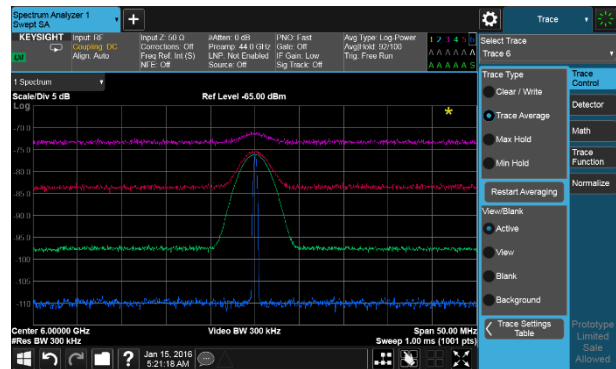 Spectrum Analyzer 1
Swept SA
Trace
KEYSIGHT
Input: RF
Coupling: DC
Align: Auto
Input Z: 50 Ω
Corrections: Off
Freq Ref: Int (S)
NFE: Off
#Atten: 0 dB
Preamp: 44.0 GHz
LNP: Not Enabled
Source: Off
PNO: Fast
Gate: Off
IF Gain: Low
Sig Track: Off
Avg Type: Log-Power
Avg|Hold: 92/100
Trig: Free Run
1 2 3 4 5
A A A A A S
Select Trace
Trace 6
1 Spectrum
Scale/Div 5 dB
Ref Level -65.00 dBm
Log
-70.0
-75.0
-80.0
-85.0
-90.0
-95.0
-100
-105
-110
Center 6.00000 GHz
#Res BW 300 kHz
Video BW 300 kHz
Span 50.00 MHz
Sweep 1.00 ms (1001 pts)
Trace Type
Clear / Write
Trace Average
Max Hold
Min Hold
Restart Averaging
View/Blank
Active
View
Blank
Background
Trace Settings
Table
Trace
Control
Detector
Math
Trace
Function
Normalize
Prototype
Limited
Sale
Allowed
?
Jan 15, 2016
5:21:18 AM